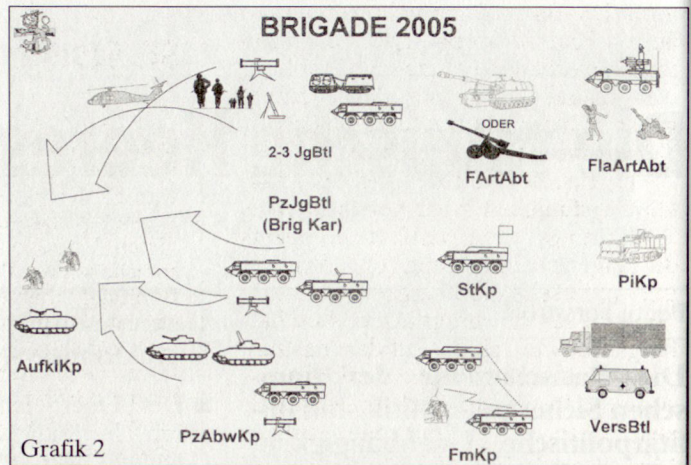 BRIGADE 2005
2-3 JgBtl
ODER
FArtAbt
FlaArtAbt
PzJgBtl
(Brig Kar)
StKp
PiKp
AufklKp
PzAbwKp
FmKp
VersBtl
Grafik 2